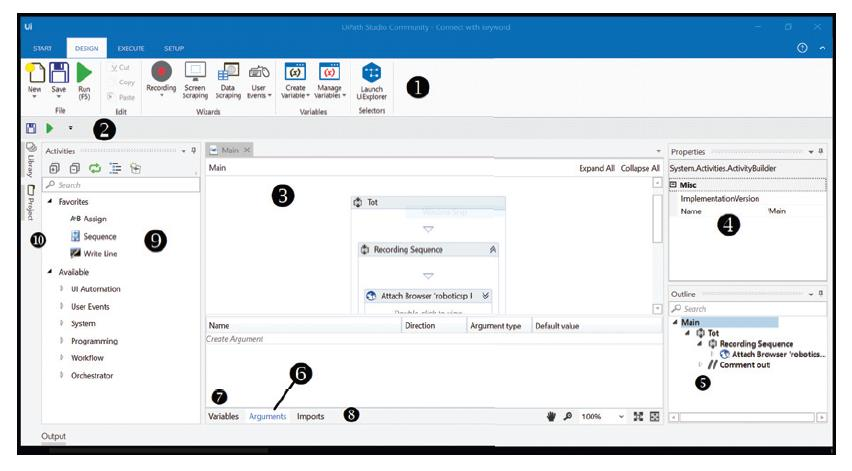 Ui UiPath Studio Community - Connect with keyword
START DESIGN EXECUTE SETUP
Cut
Copy
Paste
New Save Run (F5) Recording Screen Scraping Data Scraping User Events Create Variable Manage Variables Launch UiExplorer
File Edit Wizards Variables Selectors
1
2
Library
Project
10
Activities
Search
Favorites
A+B Assign
Sequence
Write Line
9
Available
UI Automation
User Events
System
Programming
Workflow
Orchestrator
Main
Main Expand All Collapse All
3
Tot
Recording Sequence
Attach Browser 'roboticsp I
Double-click to view
Name Direction Argument type Default value
Create Argument
6
7
Variables Arguments Imports 8 100%
Properties
System.Activities.ActivityBuilder
Misc
ImplementationVersion
Name Main
4
Outline
Search
Main
Tot
Recording Sequence
Attach Browser 'robotics...
// Comment out
5
Output